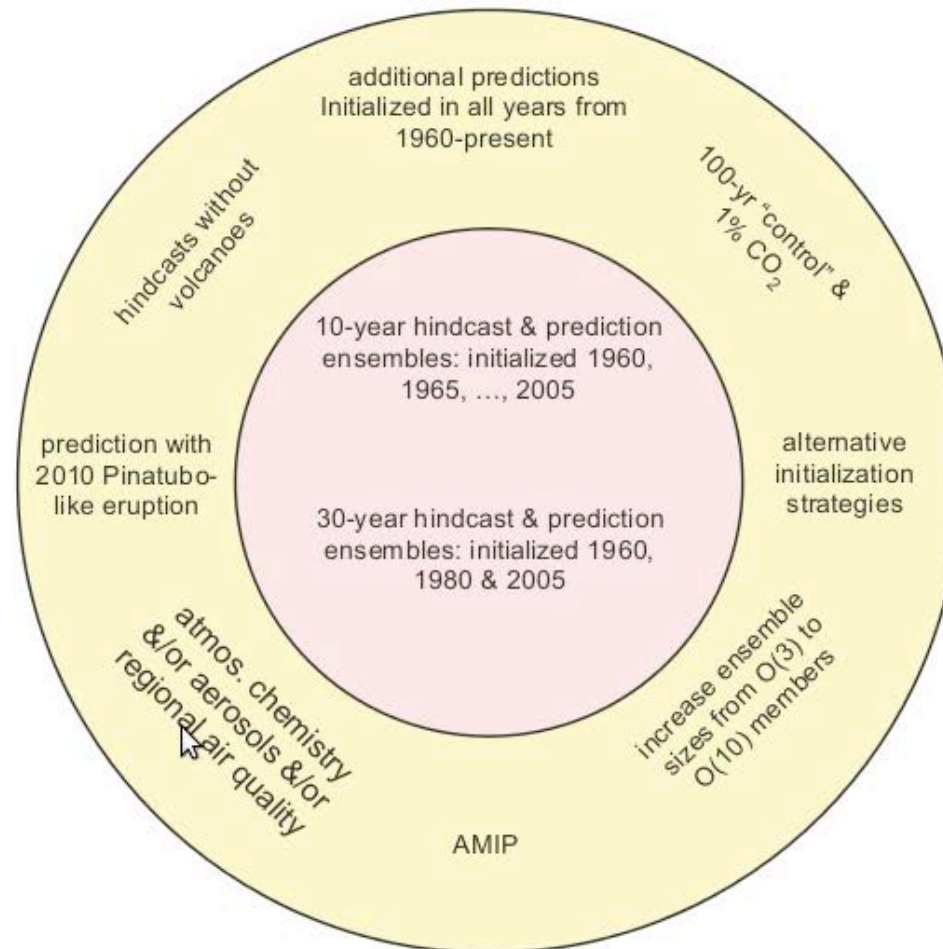 additional predictions
Initialized in all years from
1960-present
hindcasts without
volcanoes
100-yr “control” &
1% CO₂
10-year hindcast & prediction
ensembles: initialized 1960,
1965, …, 2005
prediction with
2010 Pinatubo-
like eruption
alternative
initialization
strategies
30-year hindcast & prediction
ensembles: initialized 1960,
1980 & 2005
atmos. chemistry
&/or aerosols &/or
regional air quality
increase ensemble
sizes from O(3) to
O(10) members
AMIP